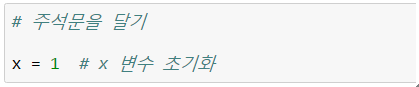 # 주석문을 달기
x = 1  # x 변수 초기화